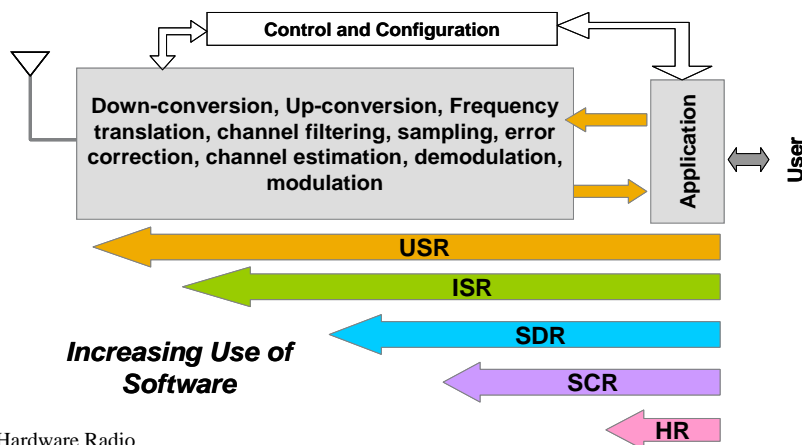 Control and Configuration
Down-conversion, Up-conversion, Frequency
translation, channel filtering, sampling, error
correction, channel estimation, demodulation,
modulation
Application
User
USR
ISR
SDR
Increasing Use of
Software
SCR
HR
Hardware Radio